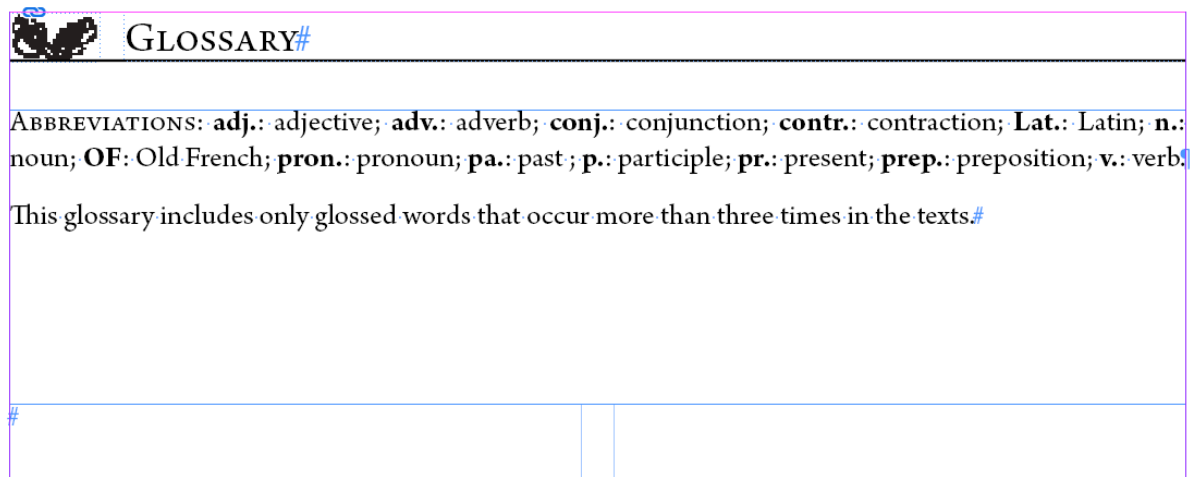 Glossary#
Abbreviations: adj.: adjective; adv.: adverb; conj.: conjunction; contr.: contraction; Lat.: Latin; n.:
noun; OF: Old French; pron.: pronoun; pa.: past ; p.: participle; pr.: present; prep.: preposition; v.: verb.¶
This glossary includes only glossed words that occur more than three times in the texts.#
#